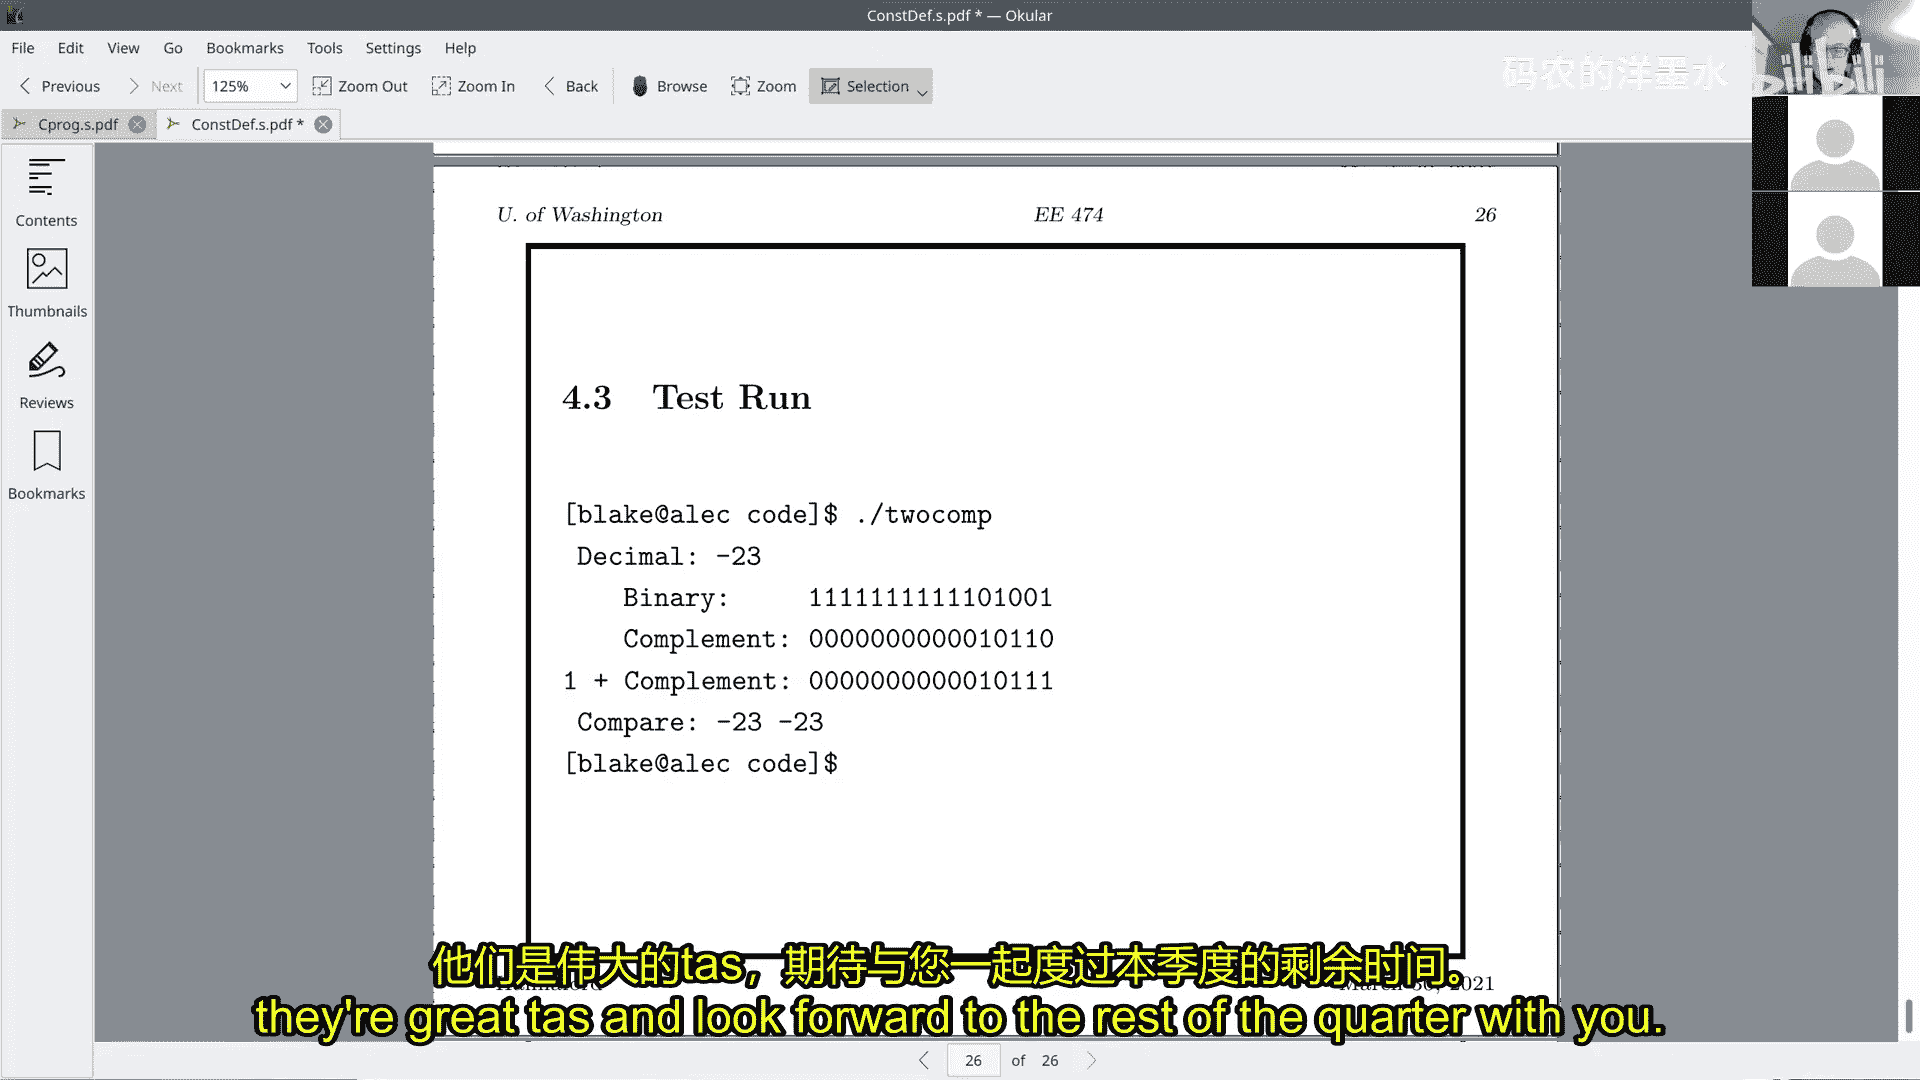 ConstDef.s.pdf * — Okular
File Edit View Go Bookmarks Tools Settings Help
Previous Next 125% Zoom Out Zoom In Back Browse Zoom Selection
码农的洋墨水 bilibili
Cprog.s.pdf ConstDef.s.pdf *
Contents
Thumbnails
Reviews
Bookmarks
U. of Washington EE 474 26
4.3 Test Run
[blake@alec code]$ ./twocomp
Decimal: -23
Binary: 1111111111101001
Complement: 0000000000010110
1 + Complement: 0000000000010111
Compare: -23 -23
[blake@alec code]$
他们是伟大的tas，期待与您一起度过本季度的剩余时间。
Hannaford March 30, 2021
they're great tas and look forward to the rest of the quarter with you.
26 of 26